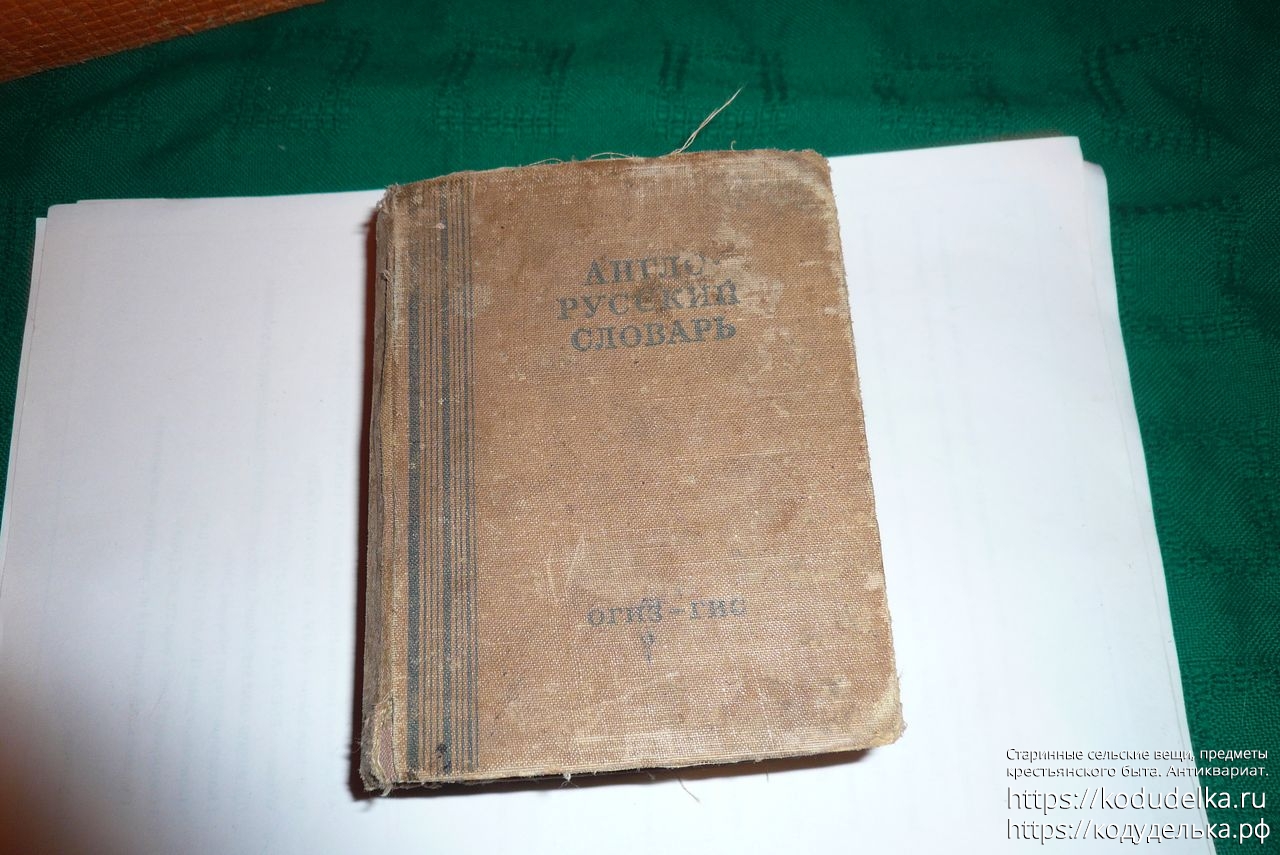 АНГЛО-
РУССКИЙ
СЛОВАРЬ
ОГИЗ - ГИС
Старинные сельские вещи, предметы
крестьянского быта. Антиквариат.
https://kodudelka.ru
https://кодуделька.рф